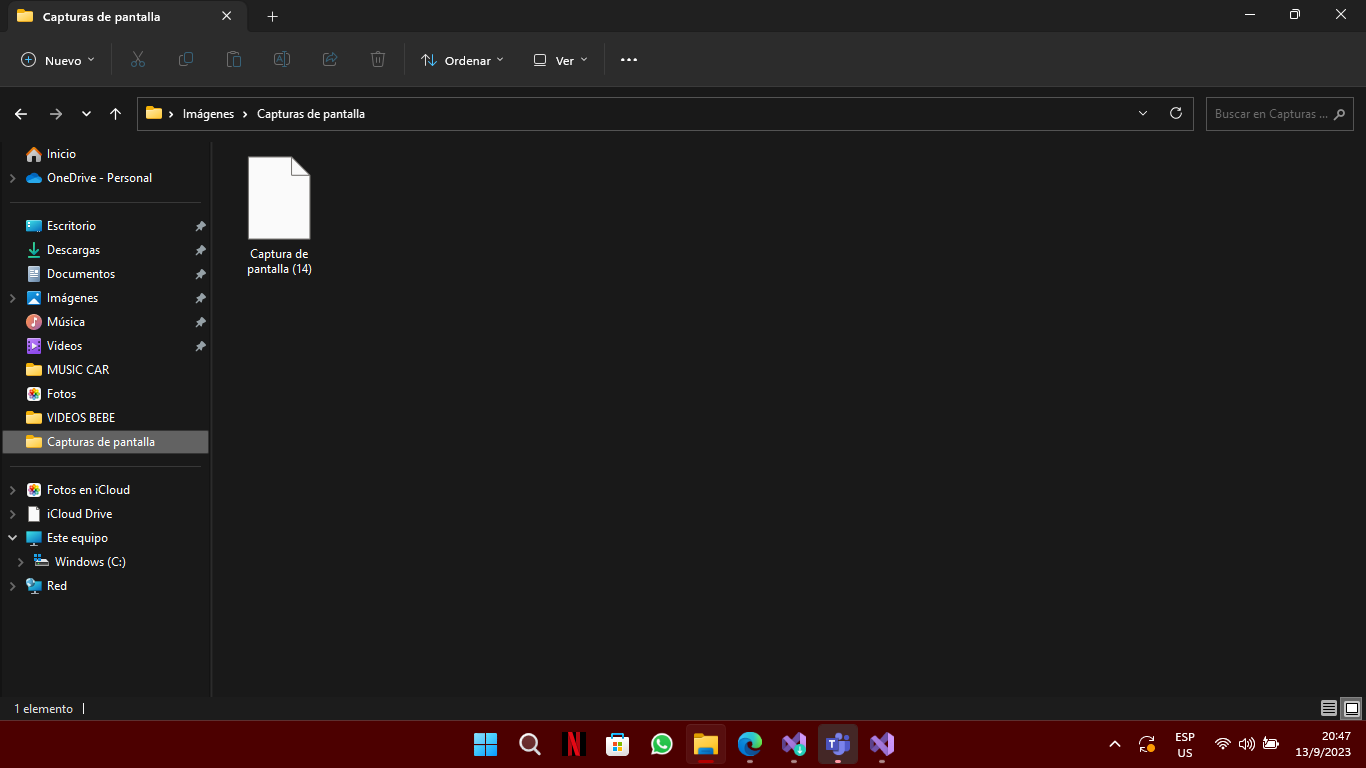 Capturas de pantalla
Nuevo
Ordenar
Ver
Imágenes
Capturas de pantalla
Buscar en Capturas ...
Inicio
OneDrive - Personal
Escritorio
Descargas
Documentos
Imágenes
Música
Videos
MUSIC CAR
Fotos
VIDEOS BEBE
Capturas de pantalla
Fotos en iCloud
iCloud Drive
Este equipo
Windows (C:)
Red
Captura de
pantalla (14)
1 elemento
ESP
US
20:47
13/9/2023